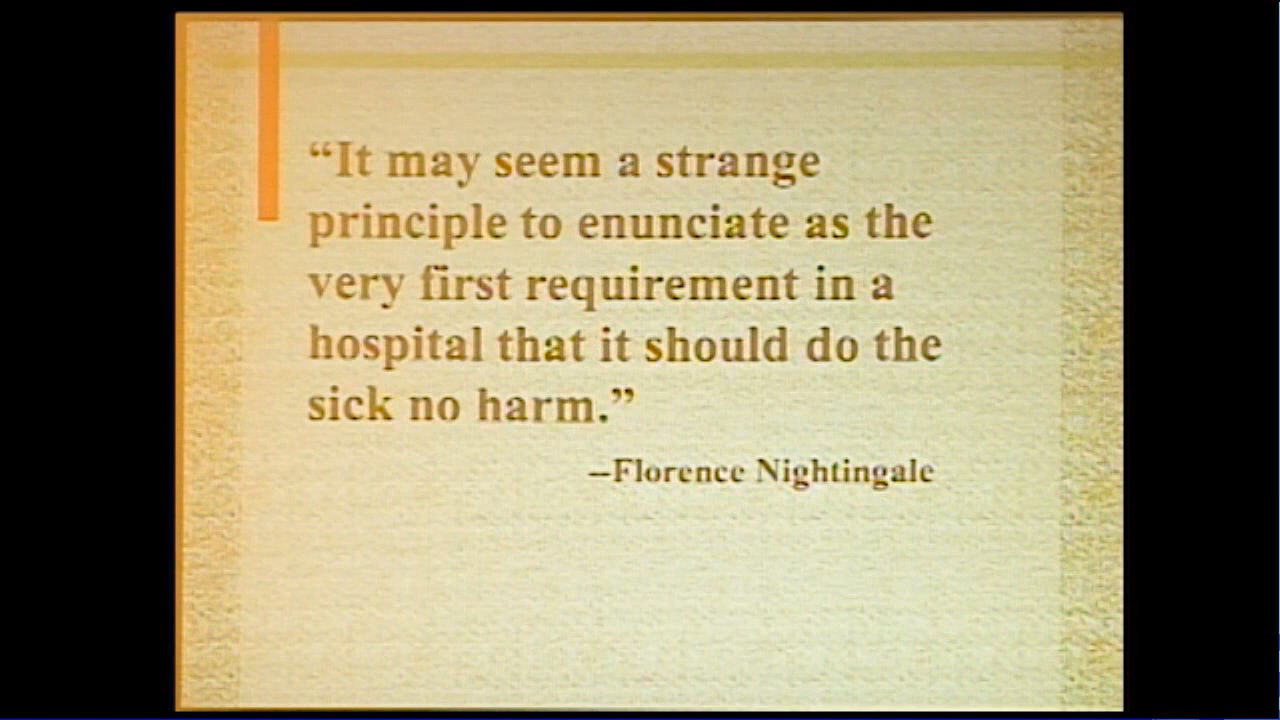 “It may seem a strange
principle to enunciate as the
very first requirement in a
hospital that it should do the
sick no harm.”
–Florence Nightingale